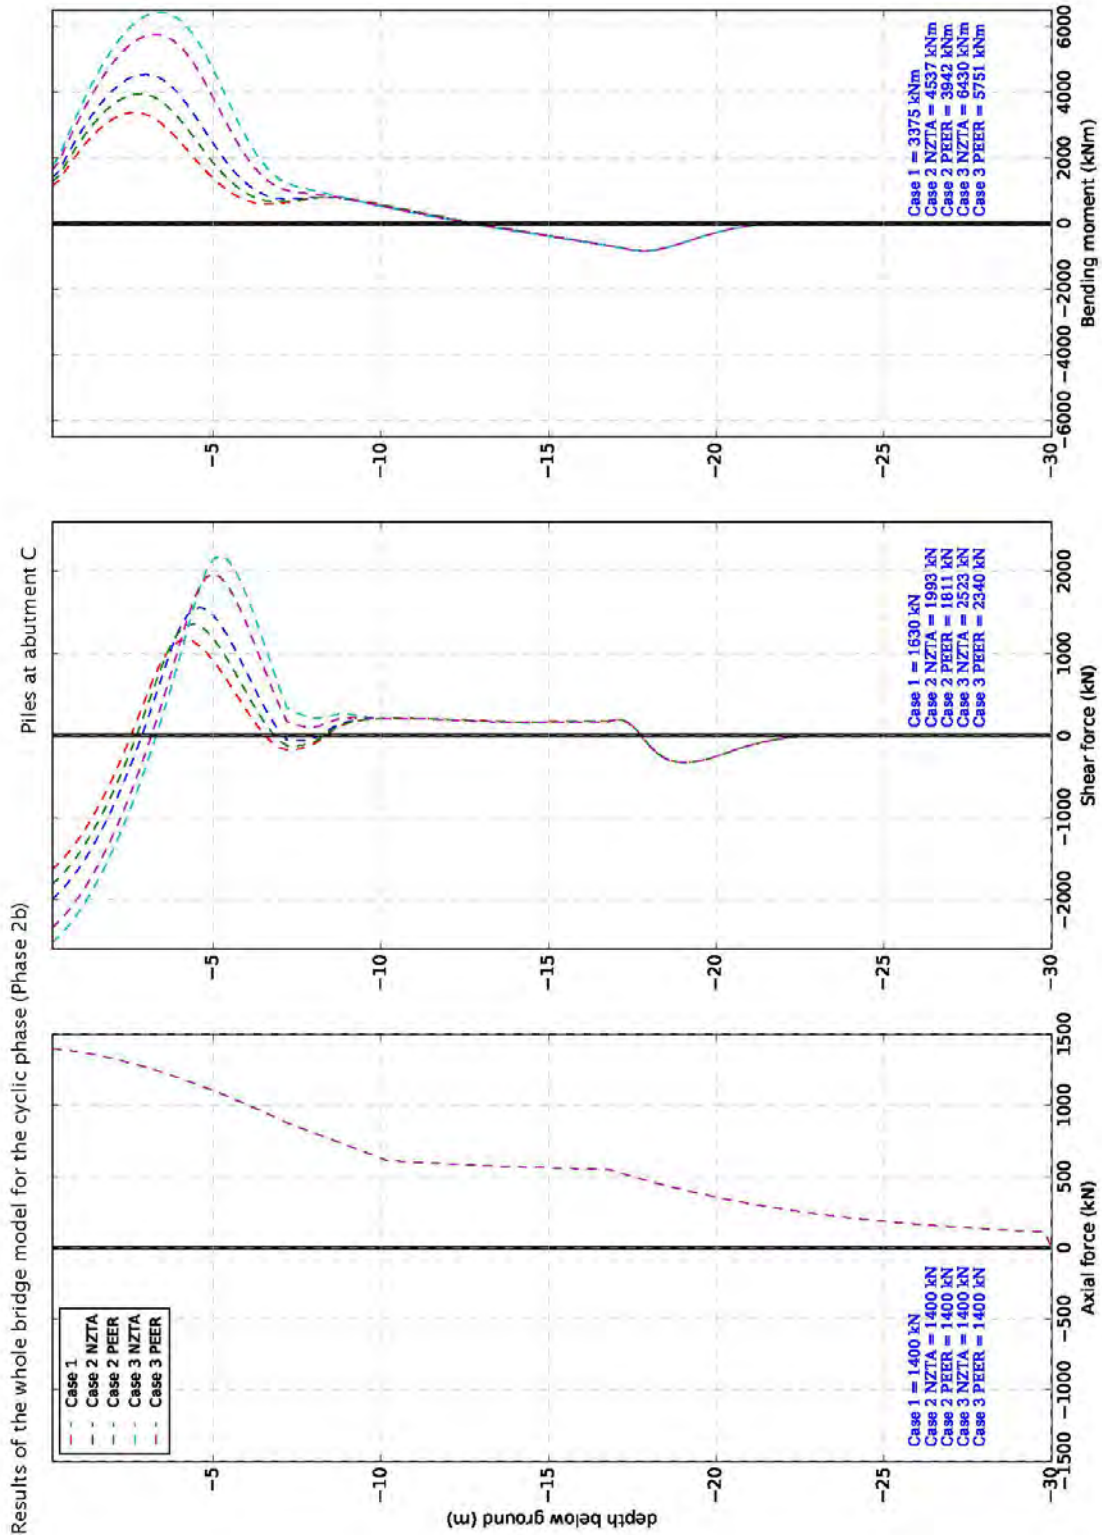 Results of the whole bridge model for the cyclic phase (Phase 2b)
Piles at abutment C
Case 1
Case 2 NZTA
Case 2 PEER
Case 3 NZTA
Case 3 PEER
depth below ground (m)
−5
−10
−15
−20
−25
−30
Case 1 = 1400 kN
Case 2 NZTA = 1400 kN
Case 2 PEER = 1400 kN
Case 3 NZTA = 1400 kN
Case 3 PEER = 1400 kN
−1500 −1000 −500 0 500 1000 1500
Axial force (kN)
−5
−10
−15
−20
−25
−30
Case 1 = 1630 kN
Case 2 NZTA = 1993 kN
Case 2 PEER = 1811 kN
Case 3 NZTA = 2523 kN
Case 3 PEER = 2340 kN
−2000 −1000 0 1000 2000
Shear force (kN)
−5
−10
−15
−20
−25
−30
Case 1 = 3375 kNm
Case 2 NZTA = 4537 kNm
Case 2 PEER = 3942 kNm
Case 3 NZTA = 6430 kNm
Case 3 PEER = 5751 kNm
−6000 −4000 −2000 0 2000 4000 6000
Bending moment (kNm)